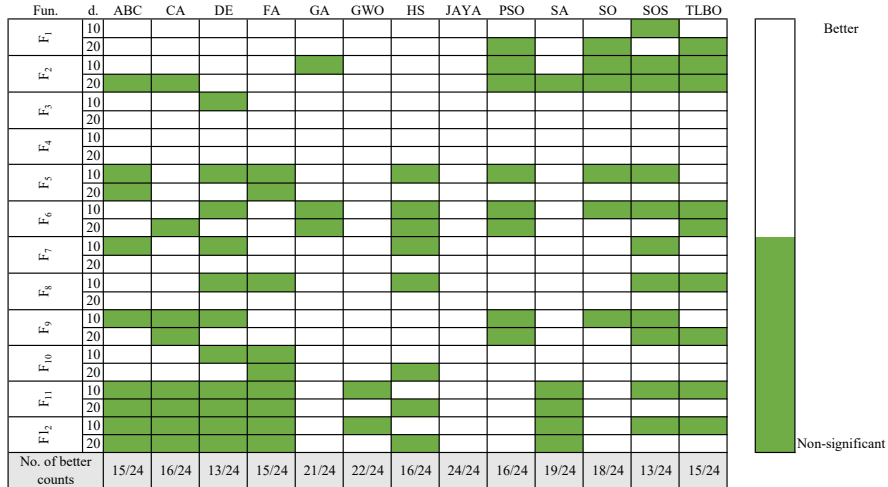 Fun. d. ABC CA DE FA GA GWO HS JAYA PSO SA SO SOS TLBO
F1 10
20
F2 10
20
F3 10
20
F4 10
20
F5 10
20
F6 10
20
F7 10
20
F8 10
20
F9 10
20
F10 10
20
F11 10
20
F12 10
20
No. of better
counts
15/24 16/24 13/24 15/24 21/24 22/24 16/24 24/24 16/24 19/24 18/24 13/24 15/24
Better
Non-significant